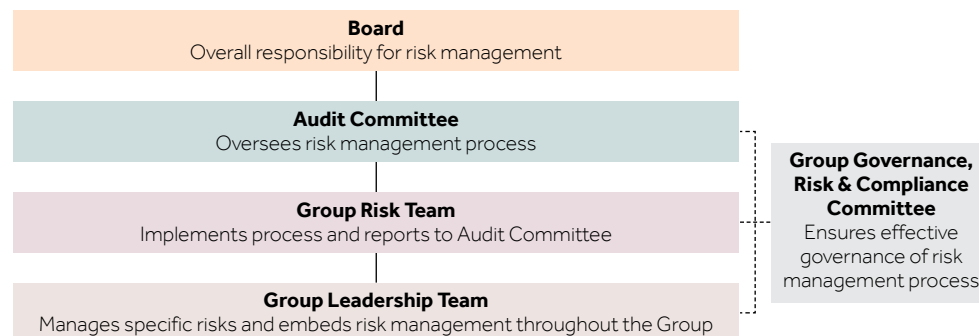 Board
Overall responsibility for risk management
Audit Committee
Oversees risk management process
Group Risk Team
Implements process and reports to Audit Committee
Group Leadership Team
Manages specific risks and embeds risk management throughout the Group
Group Governance,
Risk & Compliance
Committee
Ensures effective
governance of risk
management process